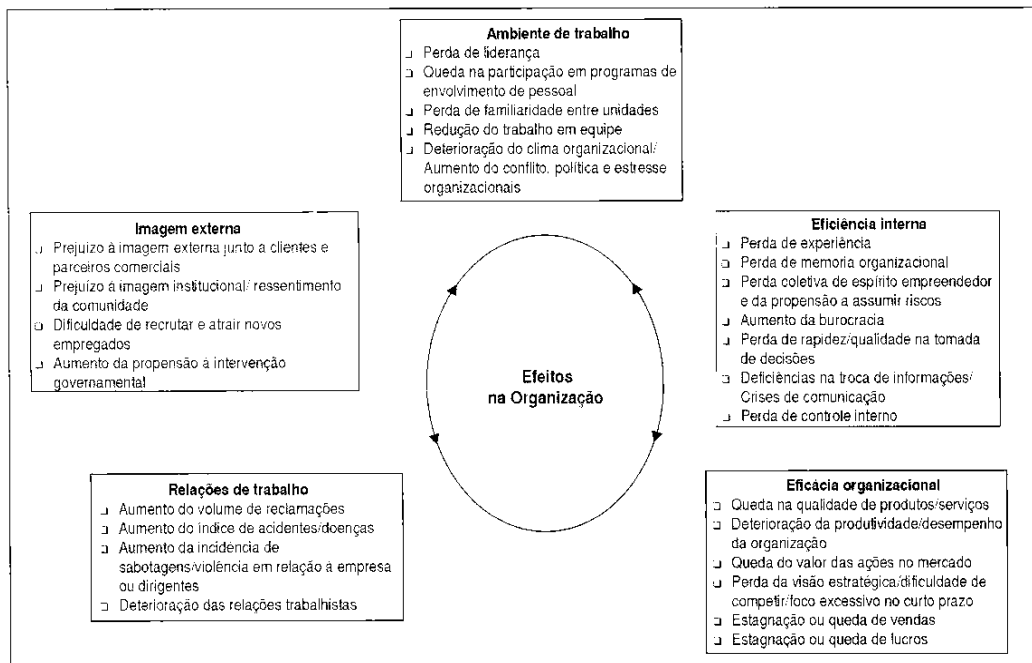 Ambiente de trabalho
Perda de liderança
Queda na participação em programas de
envolvimento de pessoal
Perda de familiaridade entre unidades
Redução do trabalho em equipe
Deterioração do clima organizacional/
Aumento do conflito, política e estresse
organizacionais
Imagem externa
Prejuízo à imagem externa junto a clientes e
parceiros comerciais
Prejuízo à imagem institucional/ ressentimento
da comunidade
Dificuldade de recrutar e atrair novos
empregados
Aumento da propensão à intervenção
governamental
Eficiência interna
Perda de experiência
Perda de memoria organizacional
Perda coletiva de espírito empreendedor
e da propensão a assumir riscos
Aumento da burocracia
Perda de rapidez/qualidade na tomada
de decisões
Deficiências na troca de informações/
Crises de comunicação
Perda de controle interno
Efeitos
na Organização
Relações de trabalho
Aumento do volume de reclamações
Aumento do índice de acidentes/doenças
Aumento da incidência de
sabotagens/violência em relação à empresa
ou dirigentes
Deterioração das relações trabalhistas
Eficácia organizacional
Queda na qualidade de produtos/serviços
Deterioração da produtividade/desempenho
da organização
Queda do valor das ações no mercado
Perda da visão estratégica/dificuldade de
competir/foco excessivo no curto prazo
Estagnação ou queda de vendas
Estagnação ou queda de lucros